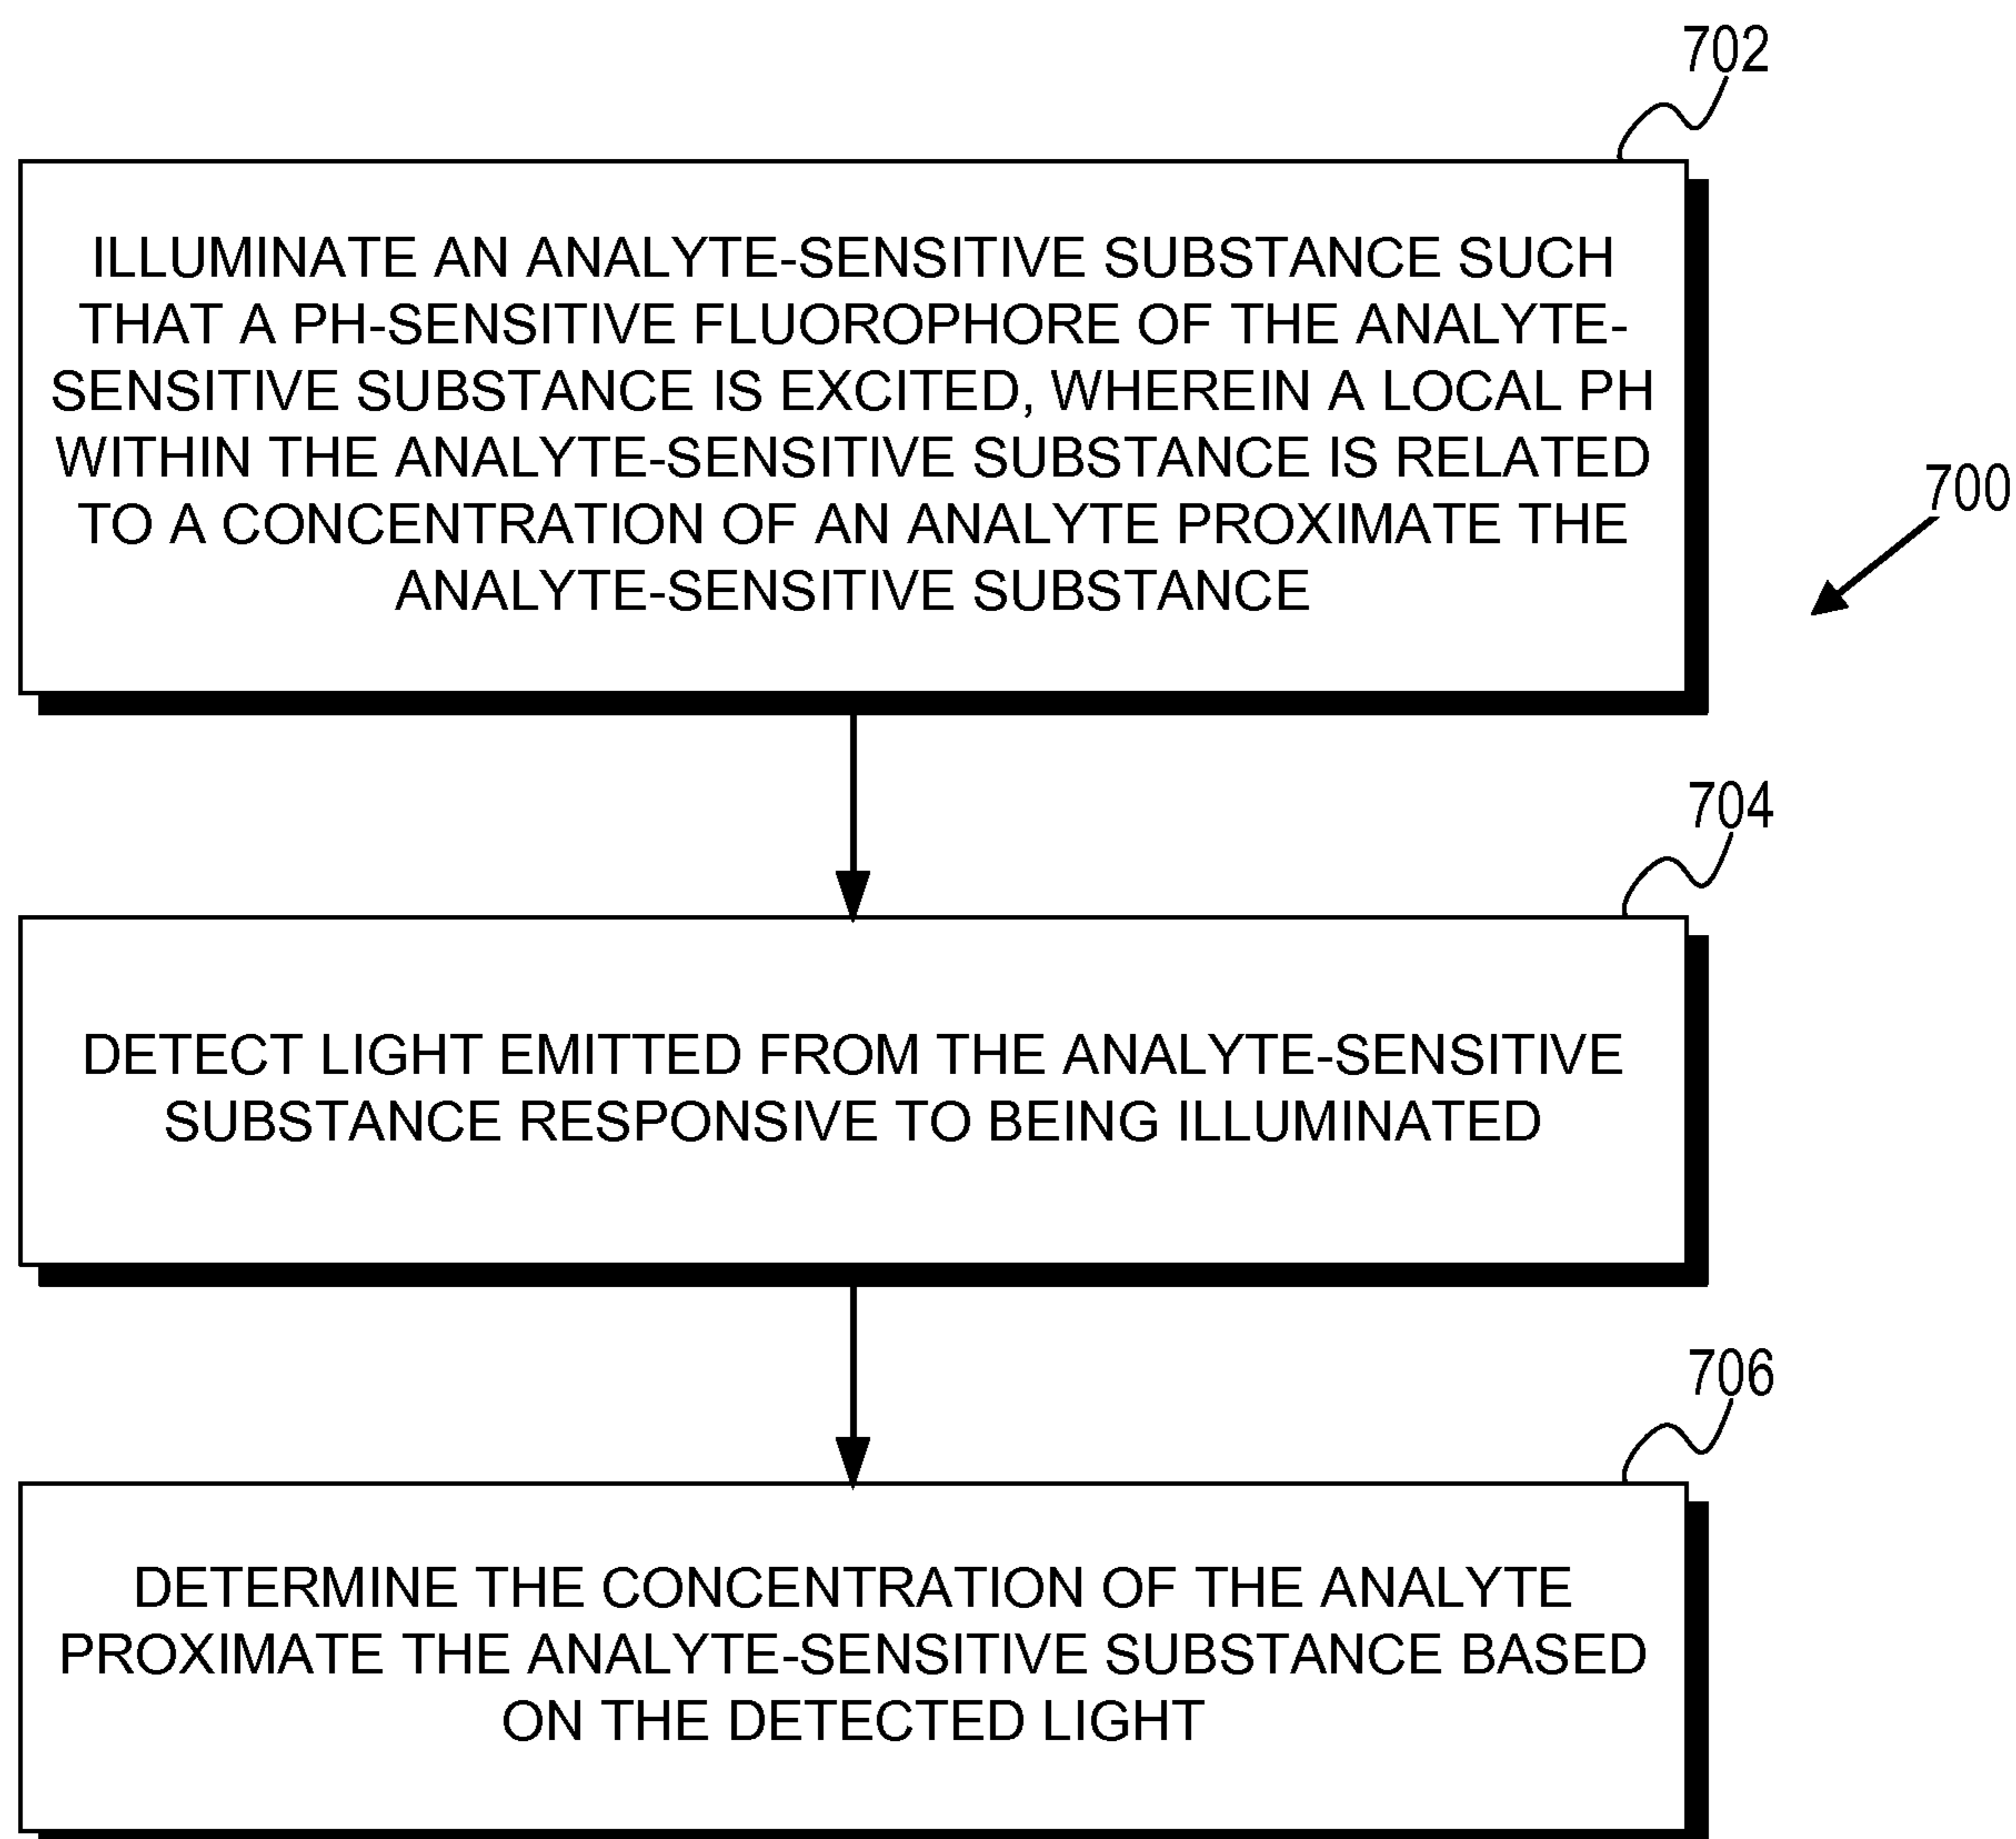 702
ILLUMINATE AN ANALYTE-SENSITIVE SUBSTANCE SUCH
THAT A PH-SENSITIVE FLUOROPHORE OF THE ANALYTE-
SENSITIVE SUBSTANCE IS EXCITED, WHEREIN A LOCAL PH
WITHIN THE ANALYTE-SENSITIVE SUBSTANCE IS RELATED
TO A CONCENTRATION OF AN ANALYTE PROXIMATE THE
ANALYTE-SENSITIVE SUBSTANCE
700
704
DETECT LIGHT EMITTED FROM THE ANALYTE-SENSITIVE
SUBSTANCE RESPONSIVE TO BEING ILLUMINATED
706
DETERMINE THE CONCENTRATION OF THE ANALYTE
PROXIMATE THE ANALYTE-SENSITIVE SUBSTANCE BASED
ON THE DETECTED LIGHT